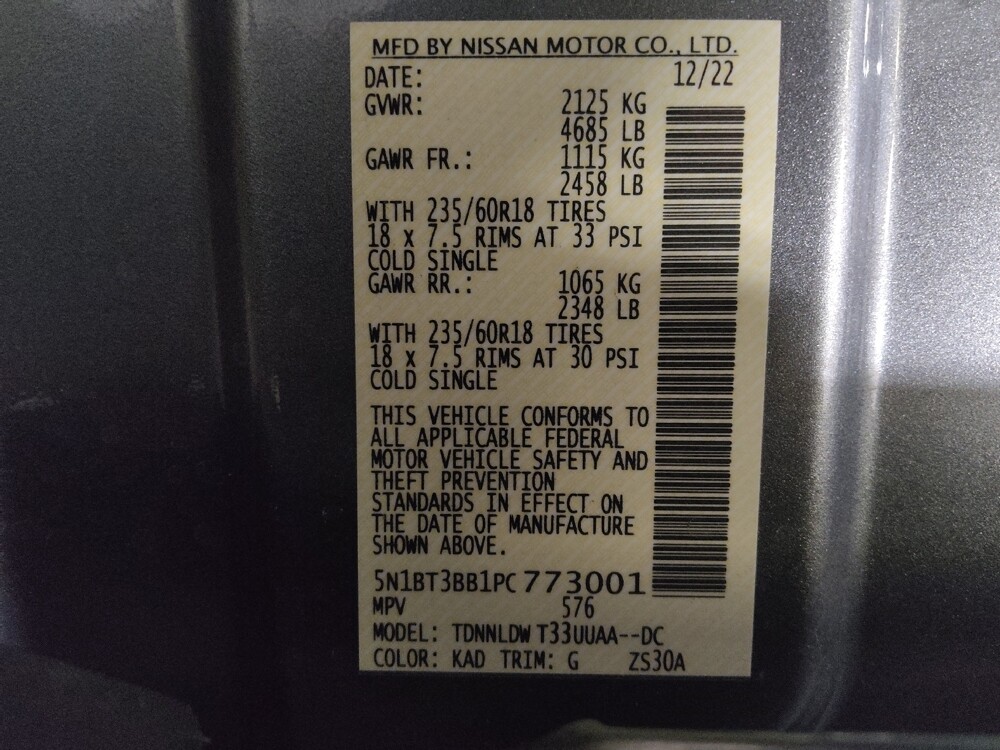 MFD BY NISSAN MOTOR CO., LTD.
DATE: 12/22
GVWR: 2125 KG
4685 LB
GAWR FR.: 1115 KG
2458 LB
WITH 235/60R18 TIRES
18 x 7.5 RIMS AT 33 PSI
COLD SINGLE
GAWR RR.: 1065 KG
2348 LB
WITH 235/60R18 TIRES
18 x 7.5 RIMS AT 30 PSI
COLD SINGLE
THIS VEHICLE CONFORMS TO
ALL APPLICABLE FEDERAL
MOTOR VEHICLE SAFETY AND
THEFT PREVENTION
STANDARDS IN EFFECT ON
THE DATE OF MANUFACTURE
SHOWN ABOVE.
5N1BT3BB1PC773001
MPV 576
MODEL: TDNNLDW T33UUAA--DC
COLOR: KAD TRIM: G ZS30A